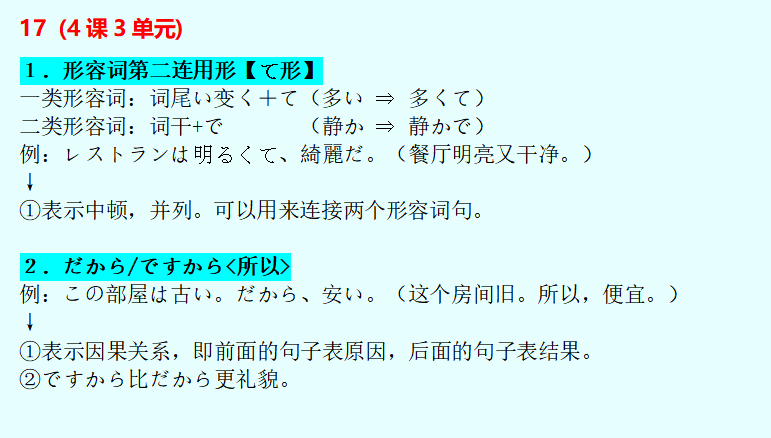 17 (4课3单元)
１．形容词第二连用形【て形】
一类形容词：词尾い变く＋て（多い ⇒ 多くて）
二类形容词：词干+で （静か ⇒ 静かで）
例：レストランは明るくて、綺麗だ。（餐厅明亮又干净。）
↓
①表示中顿，并列。可以用来连接两个形容词句。
２．だから/ですから<所以>
例：この部屋は古い。だから、安い。（这个房间旧。所以，便宜。）
↓
①表示因果关系，即前面的句子表原因，后面的句子表结果。
②ですから比だから更礼貌。